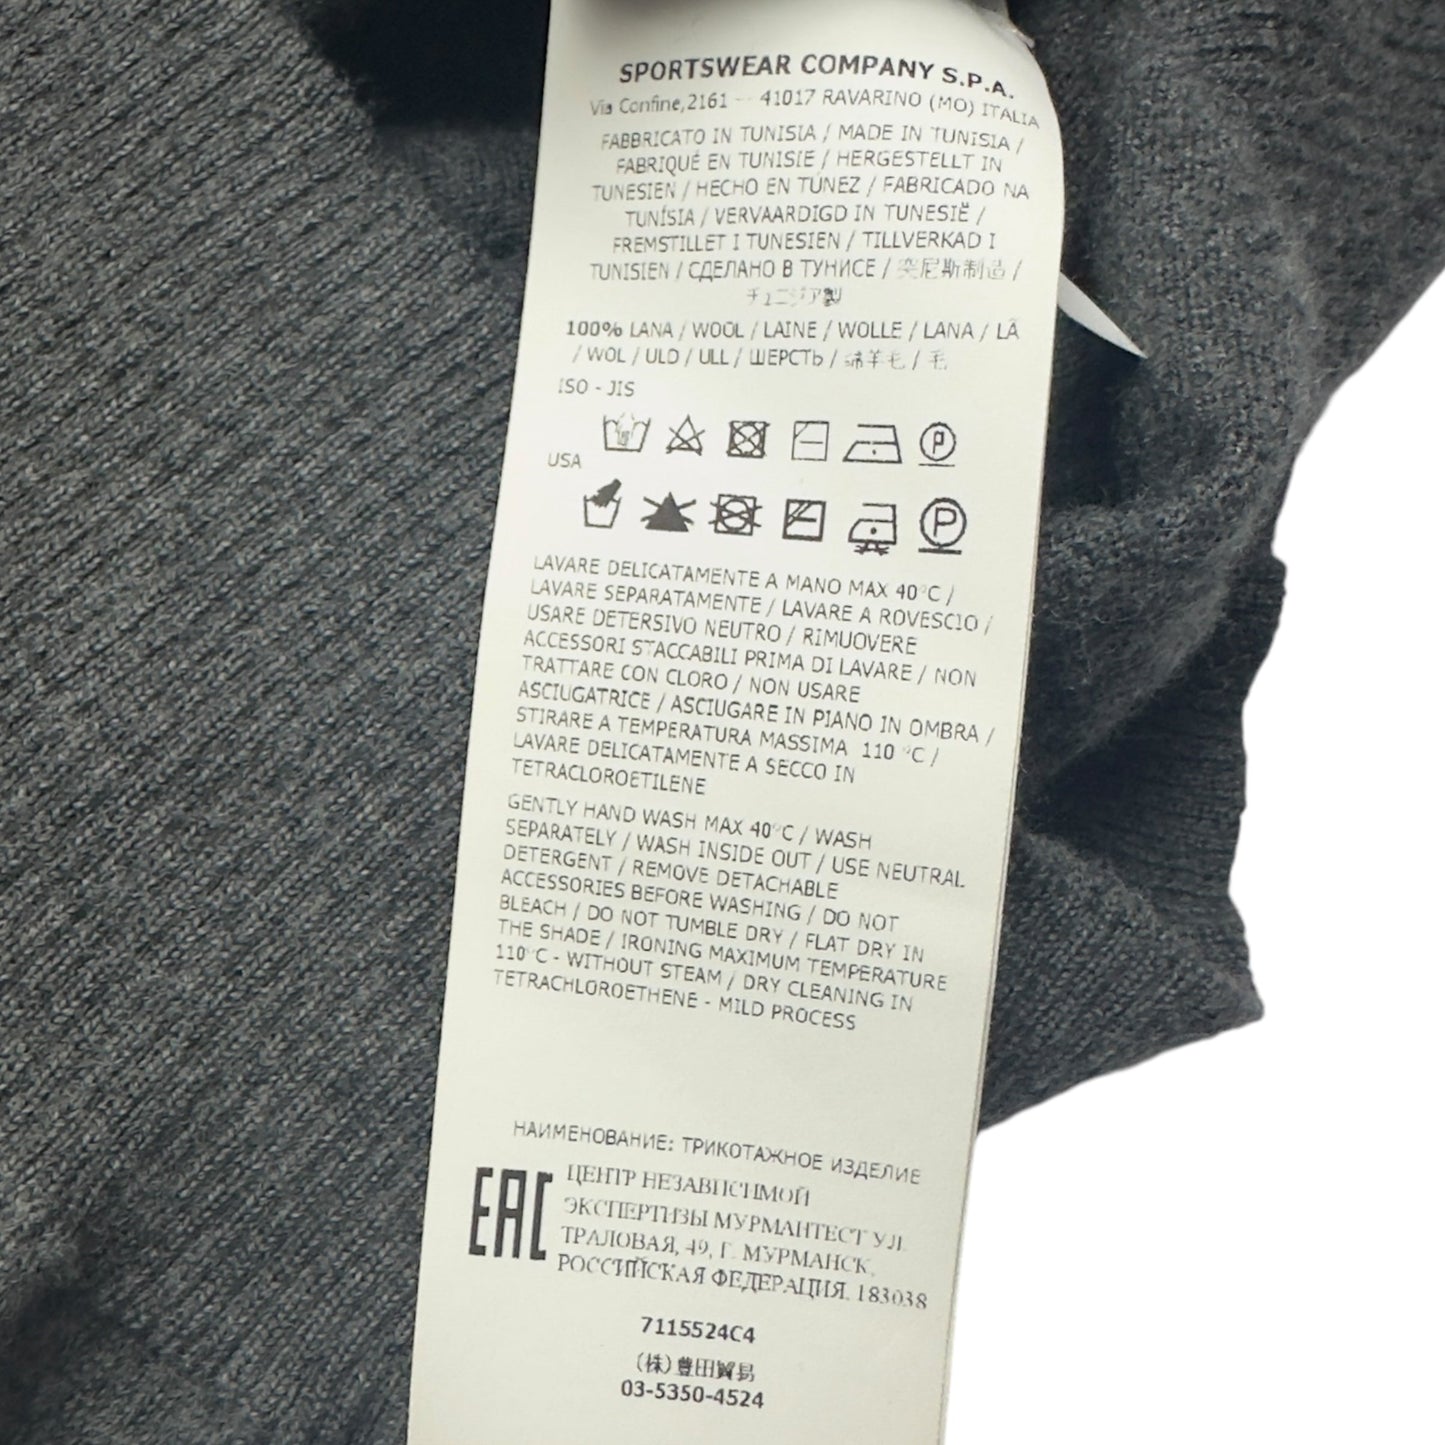 SPORTSWEAR COMPANY S.P.A.
Via Confine,2161 - 41017 RAVARINO (MO) ITALIA
FABBRICATO IN TUNISIA / MADE IN TUNISIA /
FABRIQUÉ EN TUNISIE / HERGESTELLT IN
TUNESIEN / HECHO EN TÚNEZ / FABRICADO NA
TUNÍSIA / VERVAARDIGD IN TUNESIË /
FREMSTILLET I TUNESIEN / TILLVERKAD I
TUNISIEN / СДЕЛАНО В ТУНИСЕ / 突尼斯制造 /
チュニジア製
100% LANA / WOOL / LAINE / WOLLE / LANA / LÃ
/ WOL / ULD / ULL / ШЕРСТЬ / 绵羊毛 / 毛
ISO - JIS
P
USA
P
LAVARE DELICATAMENTE A MANO MAX 40°C /
LAVARE SEPARATAMENTE / LAVARE A ROVESCIO /
USARE DETERSIVO NEUTRO / RIMUOVERE
ACCESSORI STACCABILI PRIMA DI LAVARE / NON
TRATTARE CON CLORO / NON USARE
ASCIUGATRICE / ASCIUGARE IN PIANO IN OMBRA /
STIRARE A TEMPERATURA MASSIMA 110 °C /
LAVARE DELICATAMENTE A SECCO IN
TETRACLOROETILENE
GENTLY HAND WASH MAX 40°C / WASH
SEPARATELY / WASH INSIDE OUT / USE NEUTRAL
DETERGENT / REMOVE DETACHABLE
ACCESSORIES BEFORE WASHING / DO NOT
BLEACH / DO NOT TUMBLE DRY / FLAT DRY IN
THE SHADE / IRONING MAXIMUM TEMPERATURE
110°C - WITHOUT STEAM / DRY CLEANING IN
TETRACHLOROETHENE - MILD PROCESS
НАИМЕНОВАНИЕ: ТРИКОТАЖНОЕ ИЗДЕЛИЕ
EAC
ЦЕНТР НЕЗАВИСИМОЙ
ЭКСПЕРТИЗЫ МУРМАНТЕСТ УЛ.
ТРАЛОВАЯ, 49, Г. МУРМАНСК,
РОССИЙСКАЯ ФЕДЕРАЦИЯ, 183038
7115524C4
(株)豊田貿易
03-5350-4524